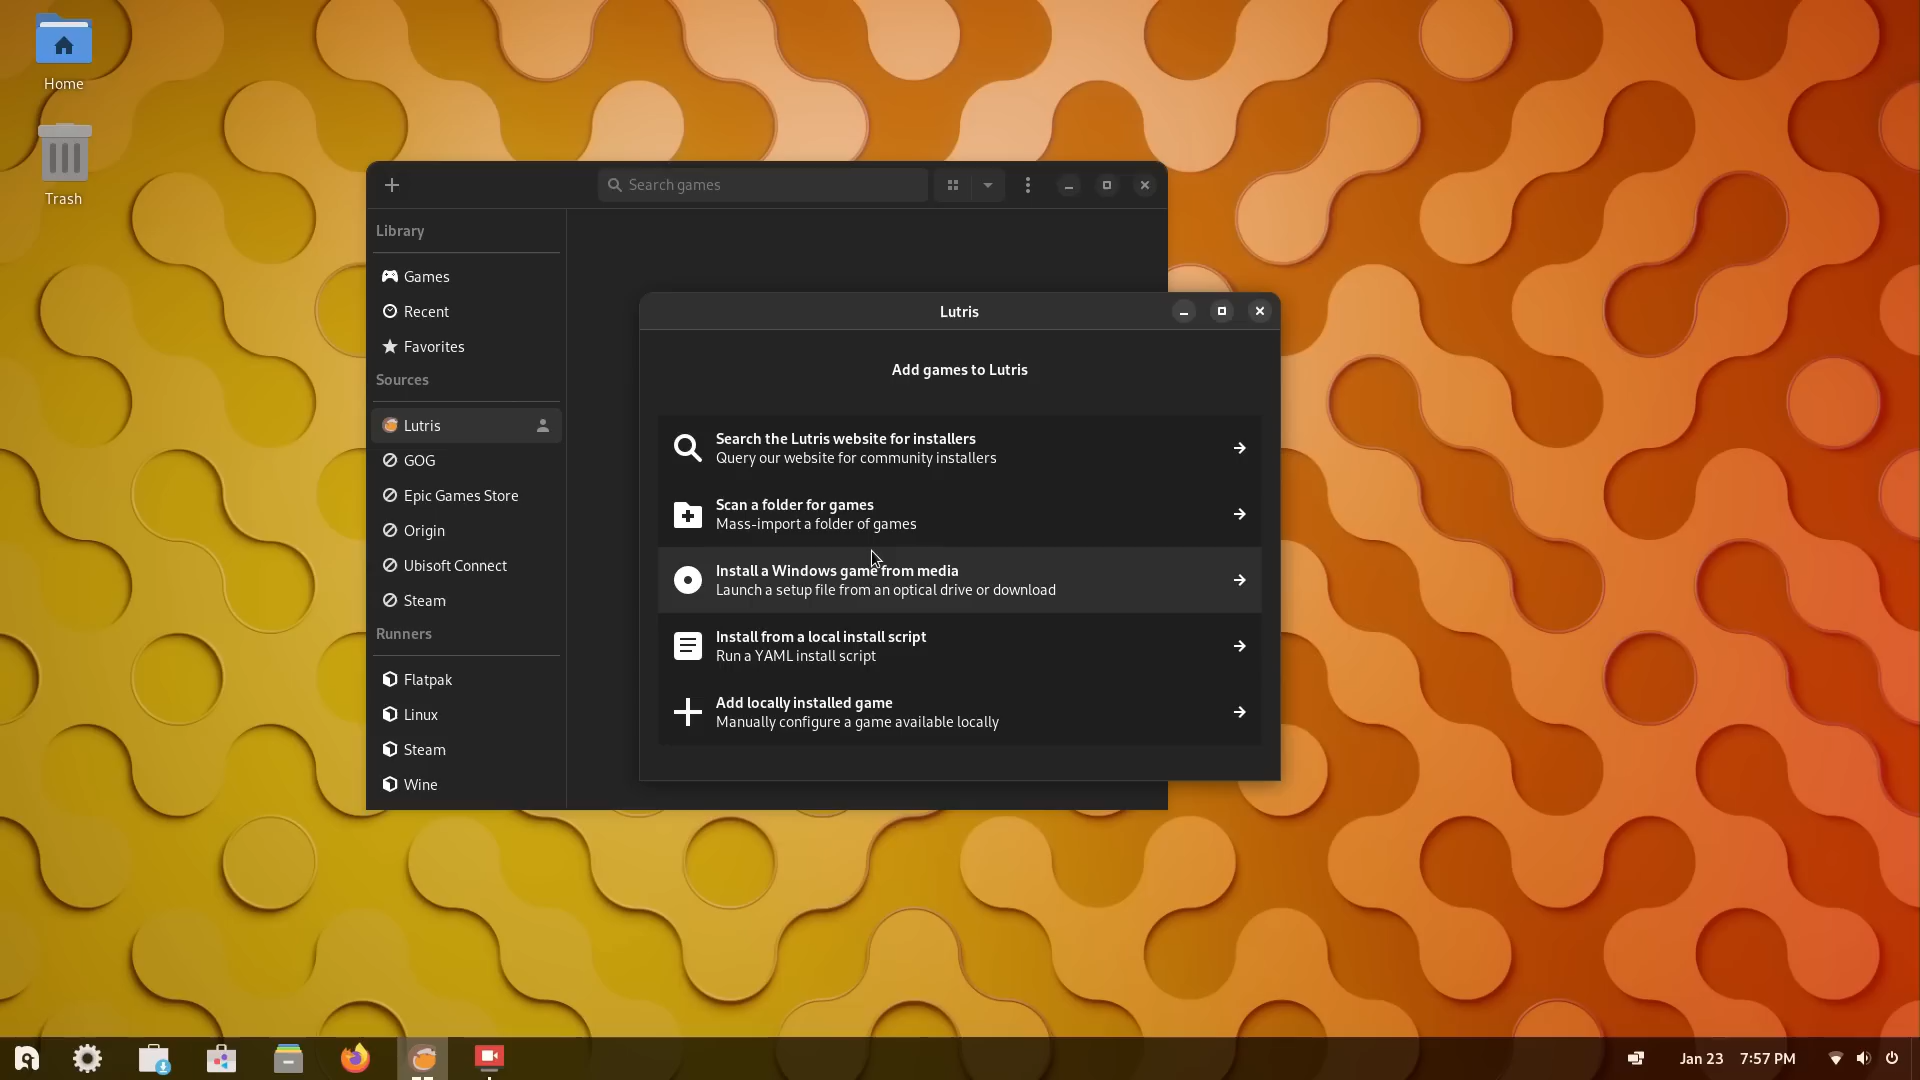 Home
Trash
Search games
Library
Games
Recent
Favorites
Sources
Lutris
GOG
Epic Games Store
Origin
Ubisoft Connect
Steam
Runners
Flatpak
Linux
Steam
Wine
Lutris
Add games to Lutris
Search the Lutris website for installers
Query our website for community installers
Scan a folder for games
Mass-import a folder of games
Install a Windows game from media
Launch a setup file from an optical drive or download
Install from a local install script
Run a YAML install script
Add locally installed game
Manually configure a game available locally
Jan 23 7:57 PM